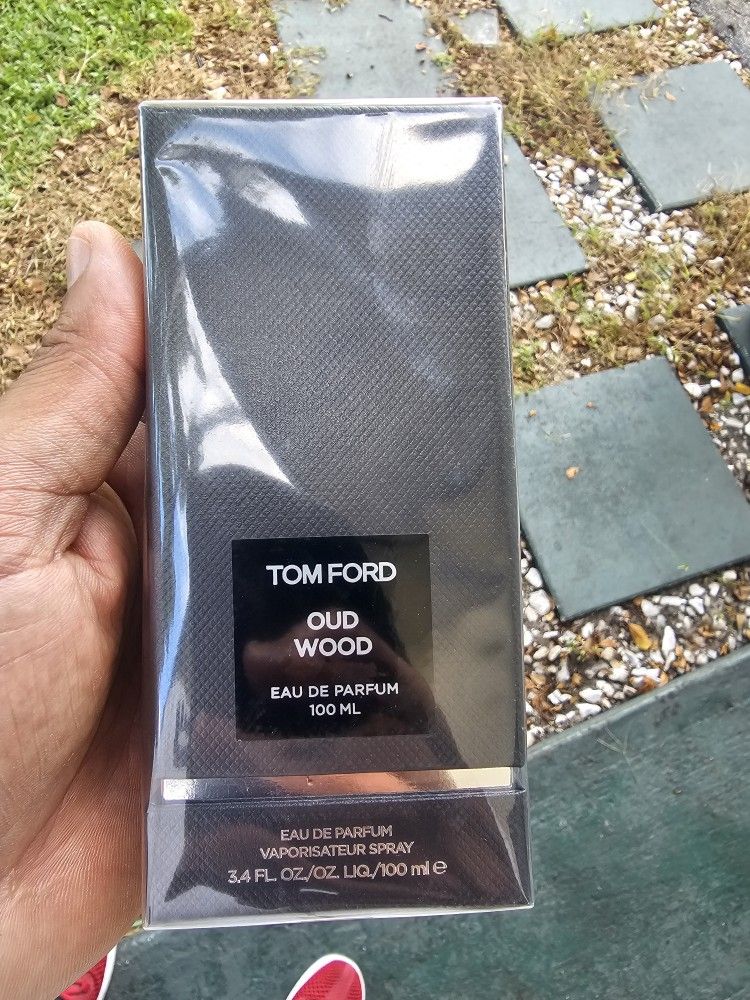 TOM FORD
OUD
WOOD
EAU DE PARFUM
100 ML
EAU DE PARFUM
VAPORISATEUR SPRAY
3.4 FL. OZ./OZ. LIQ./100 ml e